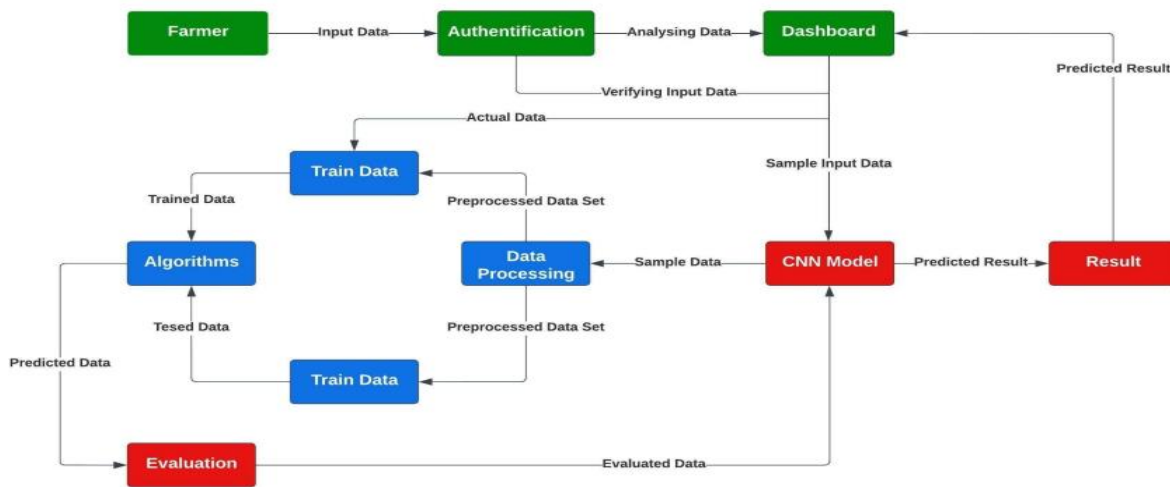 Farmer
Input Data
Authentification
Analysing Data
Dashboard
Predicted Result
Verifying Input Data
Actual Data
Train Data
Sample Input Data
Trained Data
Preprocessed Data Set
Algorithms
Data
Processing
Sample Data
CNN Model
Predicted Result
Result
Tesed Data
Preprocessed Data Set
Predicted Data
Train Data
Evaluation
Evaluated Data